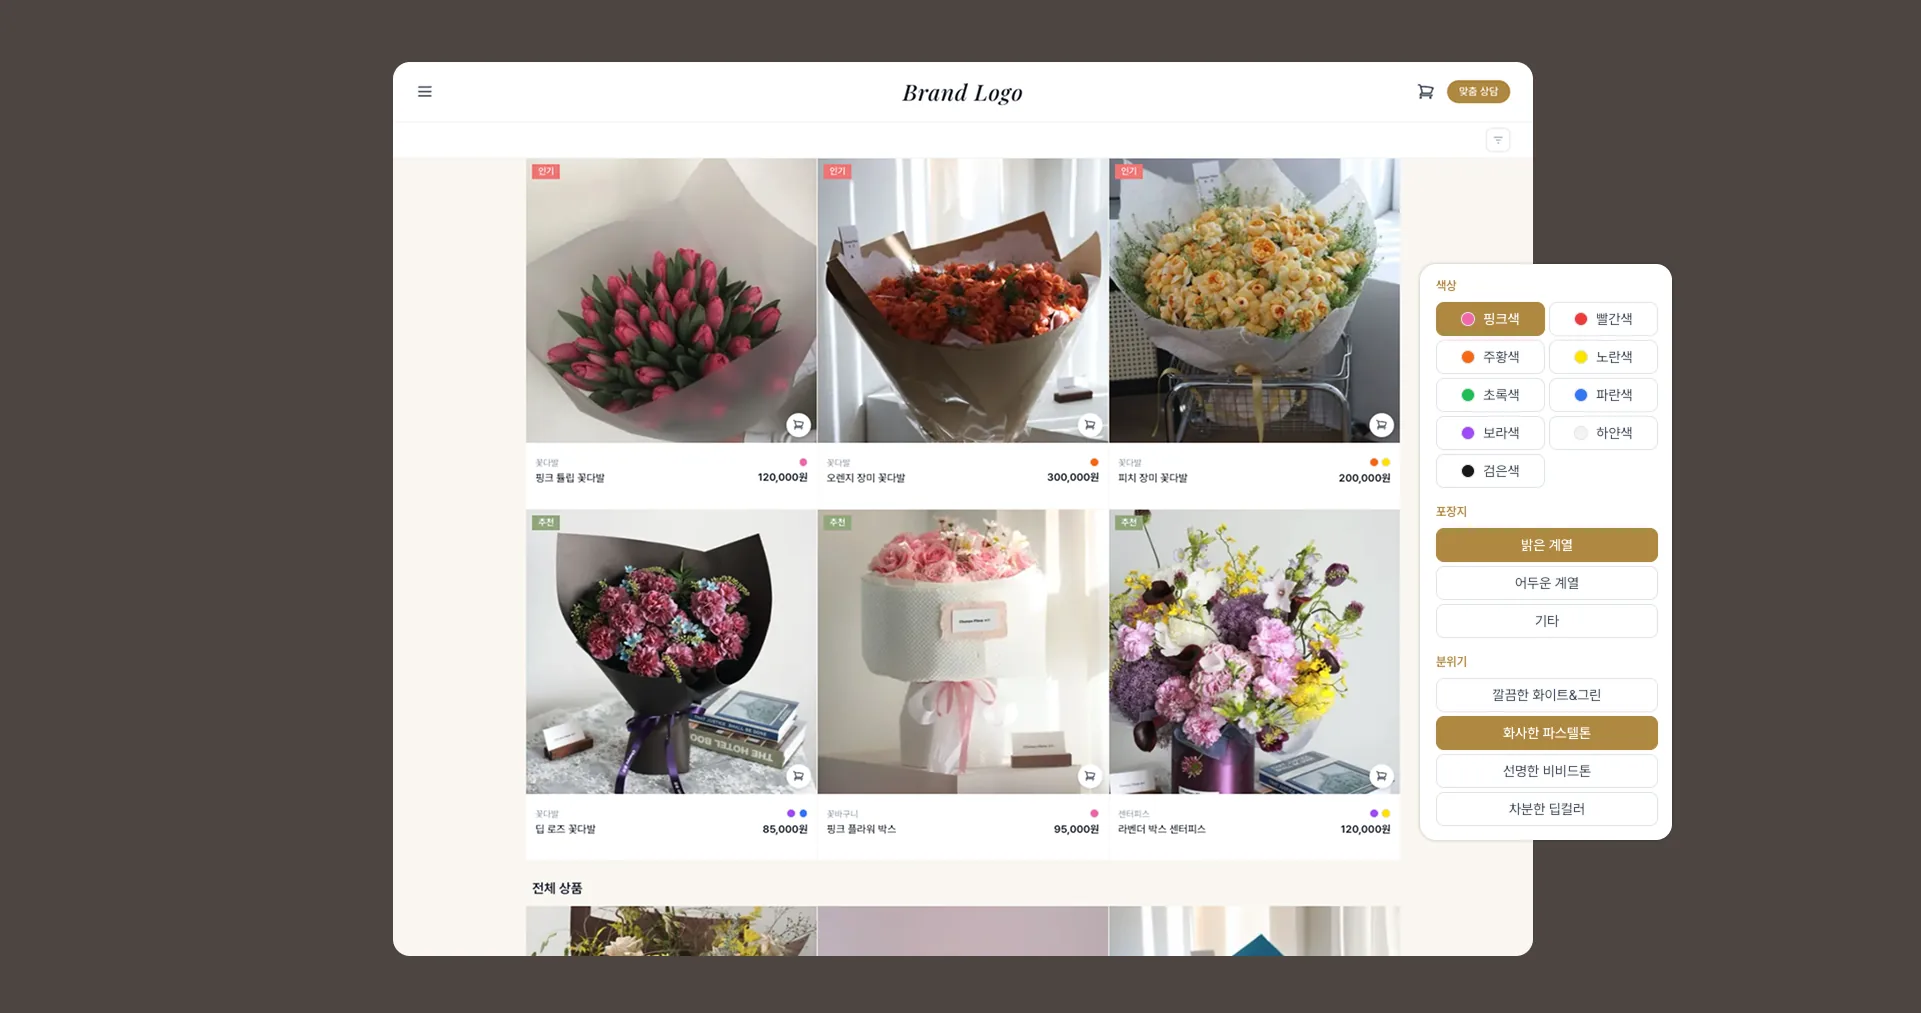 Brand Logo
맞춤 상담
인기
인기
인기
꽃다발
핑크 튤립 꽃다발
120,000원
꽃다발
오렌지 장미 꽃다발
300,000원
꽃다발
피치 장미 꽃다발
200,000원
추천
추천
추천
THE HOTEL
꽃다발
딥 로즈 꽃다발
85,000원
꽃바구니
핑크 플라워 박스
95,000원
센터피스
라벤더 박스 센터피스
120,000원
전체 상품
색상
핑크색
빨간색
주황색
노란색
초록색
파란색
보라색
하얀색
검은색
포장지
밝은 계열
어두운 계열
기타
분위기
깔끔한 화이트&그린
화사한 파스텔톤
선명한 비비드톤
차분한 딥컬러